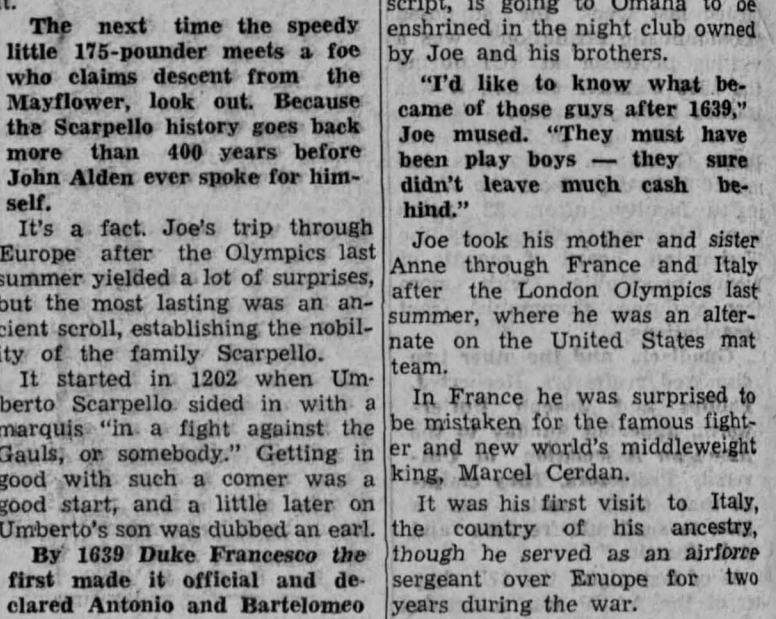 The next time the speedy
little 175-pounder meets a foe
who claims descent from the
Mayflower, look out. Because
the Scarpello history goes back
more than 400 years before
John Alden ever spoke for him-
self.
It's a fact. Joe's trip through
Europe after the Olympics last
summer yielded a lot of surprises,
but the most lasting was an an-
cient scroll, establishing the nobil-
ity of the family Scarpello.
It started in 1202 when Um-
berto Scarpello sided in with a
marquis "in a fight against the
Gauls, or somebody." Getting in
good with such a comer was a
good start, and a little later on
Umberto's son was dubbed an earl.
By 1639 Duke Francesco the
first made it official and de-
clared Antonio and Bartelomeo
script, is going to Omaha to be
enshrined in the night club owned
by Joe and his brothers.
"I'd like to know what be-
came of those guys after 1639,"
Joe mused. "They must have
been play boys — they sure
didn't leave much cash be-
hind."
Joe took his mother and sister
Anne through France and Italy
after the London Olympics last
summer, where he was an alter-
nate on the United States mat
team.
In France he was surprised to
be mistaken for the famous fight-
er and new world's middleweight
king, Marcel Cerdan.
It was his first visit to Italy,
the country of his ancestry,
though he served as an airforce
sergeant over Eruope for two
years during the war.